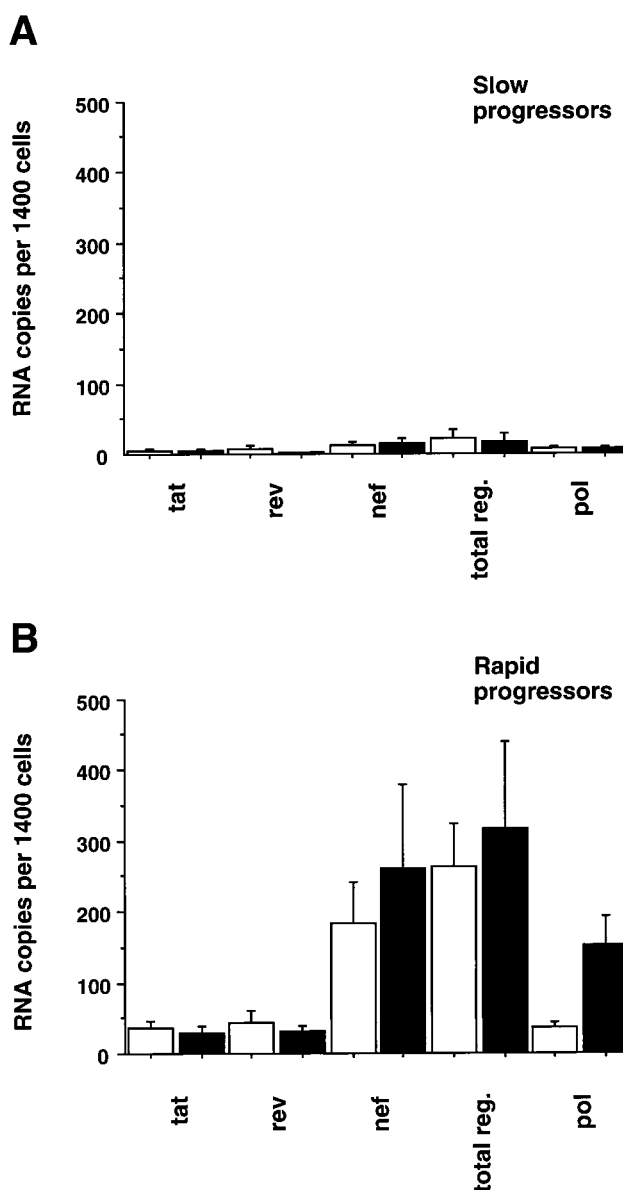 A
Slow
progressors
RNA copies per 1400 cells
500
400
300
200
100
0
tat
rev
nef
total reg.
pol
B
Rapid
progressors
RNA copies per 1400 cells
500
400
300
200
100
0
tat
rev
nef
total reg.
pol